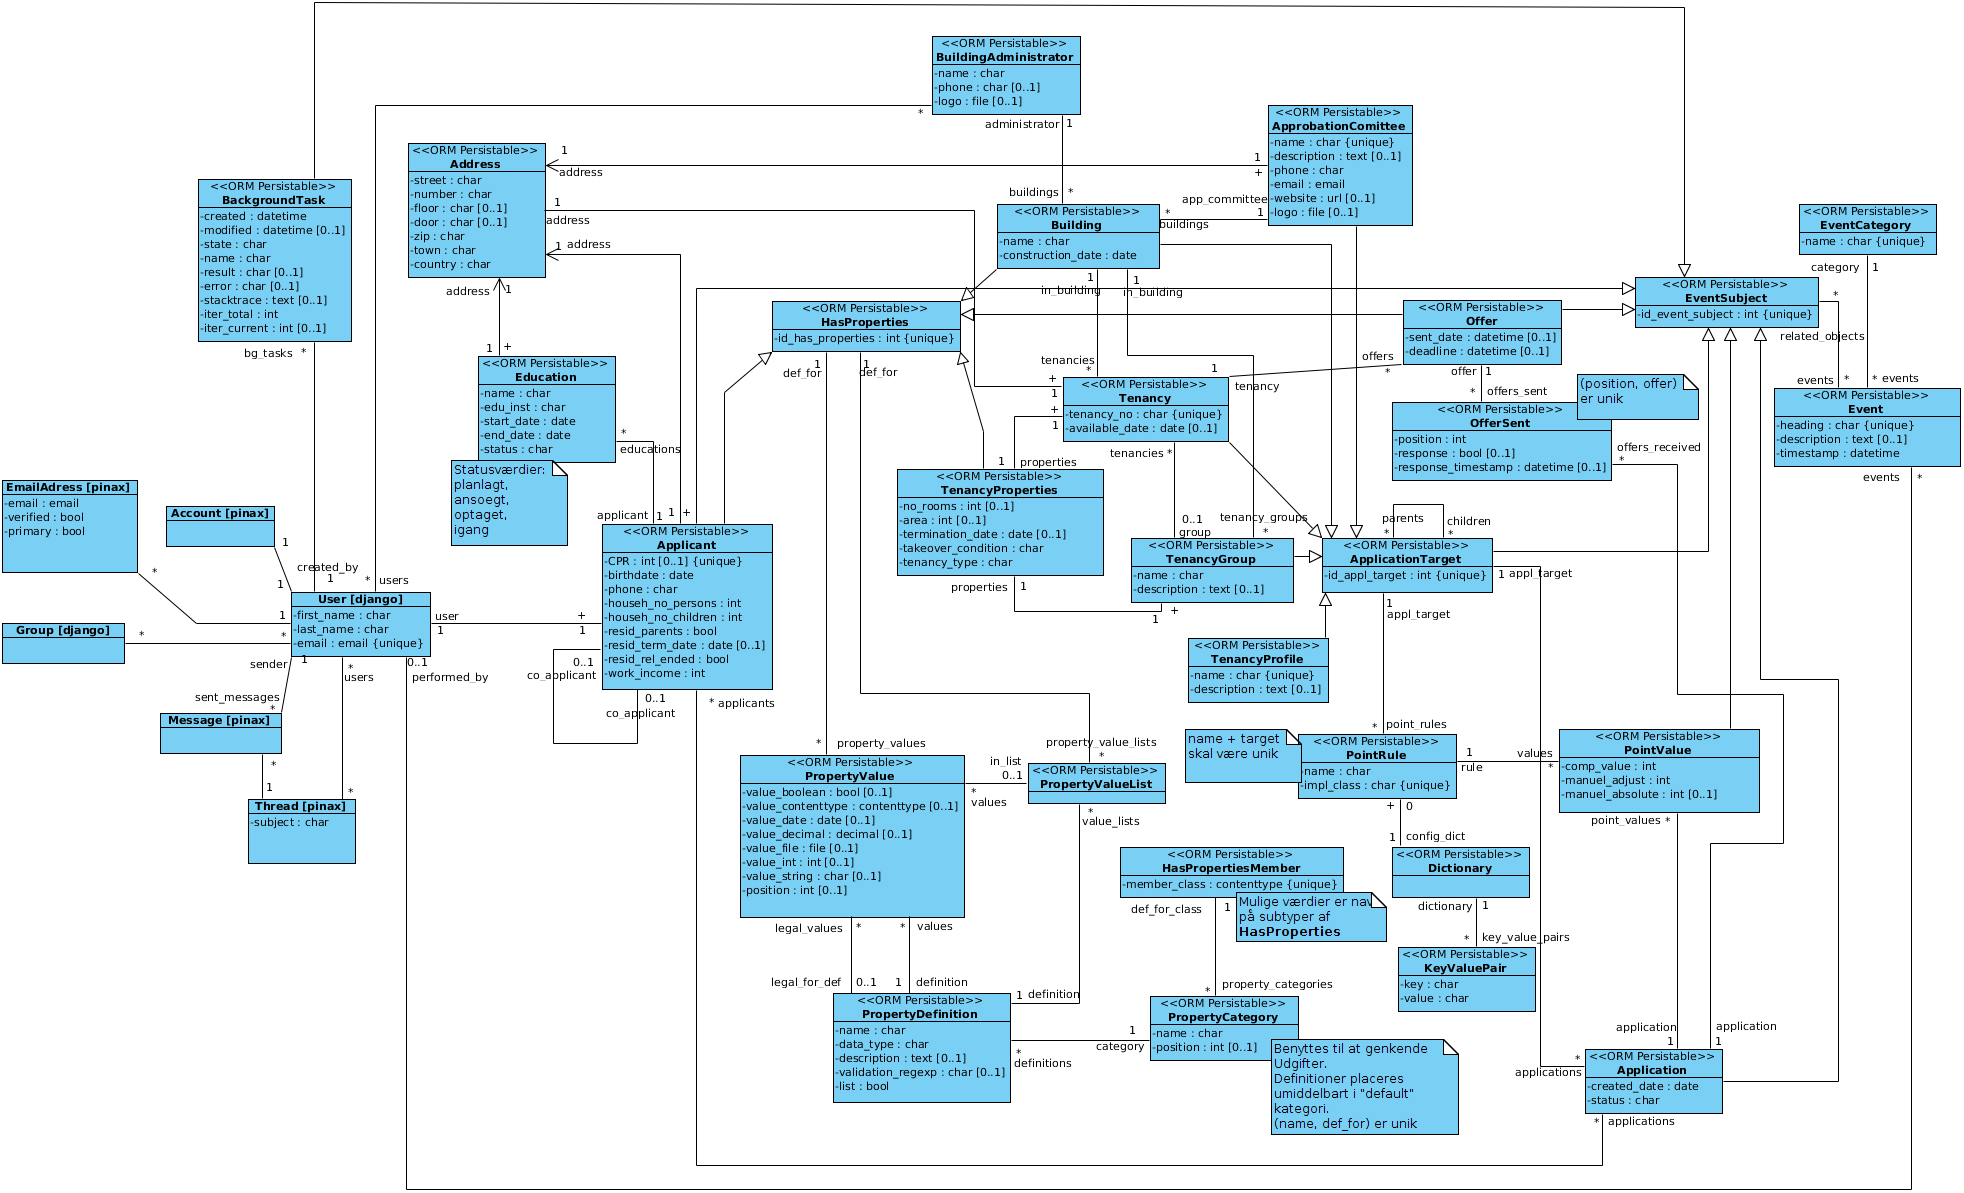 <<ORM Persistable>>
BuildingAdministrator
-name : char
-phone : char [0..1]
-logo : file [0..1]
*
administrator 1
buildings *
<<ORM Persistable>>
ApprobationComittee
-name : char {unique}
-description : text [0..1]
-phone : char
-email : email
-website : url [0..1]
-logo : file [0..1]
1
+
app_committee
1
*
buildings
<<ORM Persistable>>
Address
-street : char
-number : char
-floor : char [0..1]
-door : char [0..1]
-zip : char
-town : char
-country : char
1
address
1
address
1 address
address 1
<<ORM Persistable>>
BackgroundTask
-created : datetime
-modified : datetime [0..1]
-state : char
-name : char
-result : char [0..1]
-error : char [0..1]
-stacktrace : text [0..1]
-iter_total : int
-iter_current : int [0..1]
bg_tasks *
<<ORM Persistable>>
Building
-name : char
-construction_date : date
1
in_building
1
in_building
<<ORM Persistable>>
EventCategory
-name : char {unique}
category 1
<<ORM Persistable>>
EventSubject
-id_event_subject : int {unique}
*
related_objects
events *
* events
<<ORM Persistable>>
HasProperties
-id_has_properties : int {unique}
1
def_for
1
def_for
<<ORM Persistable>>
Offer
-sent_date : datetime [0..1]
-deadline : datetime [0..1]
offers
*
offer 1
* offers_sent
(position, offer)
er unik
<<ORM Persistable>>
OfferSent
-position : int
-response : bool [0..1]
-response_timestamp : datetime [0..1]
offers_received
*
<<ORM Persistable>>
Event
-heading : char {unique}
-description : text [0..1]
-timestamp : datetime
events *
1 +
<<ORM Persistable>>
Education
-name : char
-edu_inst : char
-start_date : date
-end_date : date
-status : char
*
educations
Statusværdier:
planlagt,
ansoegt,
optaget,
igang
tenancies
*
1
tenancy
+
1
+
1
<<ORM Persistable>>
Tenancy
-tenancy_no : char {unique}
-available_date : date [0..1]
tenancies *
1 properties
<<ORM Persistable>>
TenancyProperties
-no_rooms : int [0..1]
-area : int [0..1]
-termination_date : date [0..1]
-takeover_condition : char
-tenancy_type : char
properties 1
0..1
group
tenancy_groups
*
<<ORM Persistable>>
TenancyGroup
-name : char
-description : text [0..1]
+
1
parents
*
children
*
<<ORM Persistable>>
ApplicationTarget
-id_appl_target : int {unique}
1 appl_target
1
appl_target
EmailAdress [pinax]
-email : email
-verified : bool
-primary : bool
*
Account [pinax]
1
1
created_by
1
* users
User [django]
-first_name : char
-last_name : char
-email : email {unique}
1
*
Group [django]
*
user
1
+
1
sender 1
*
users
0..1
performed_by
sent_messages
*
Message [pinax]
*
1
*
Thread [pinax]
-subject : char
applicant 1
1 +
<<ORM Persistable>>
Applicant
-CPR : int [0..1] {unique}
-birthdate : date
-phone : char
-househ_no_persons : int
-househ_no_children : int
-resid_parents : bool
-resid_term_date : date [0..1]
-resid_rel_ended : bool
-work_income : int
0..1
co_applicant
0..1
co_applicant
* applicants
<<ORM Persistable>>
TenancyProfile
-name : char {unique}
-description : text [0..1]
name + target
skal være unik
* point_rules
<<ORM Persistable>>
PointRule
-name : char
-impl_class : char {unique}
1
rule
values
*
+ 0
1 config_dict
<<ORM Persistable>>
PointValue
-comp_value : int
-manuel_adjust : int
-manuel_absolute : int [0..1]
point_values *
<<ORM Persistable>>
Dictionary
dictionary 1
* key_value_pairs
<<ORM Persistable>>
KeyValuePair
-key : char
-value : char
* property_values
<<ORM Persistable>>
PropertyValue
-value_boolean : bool [0..1]
-value_contenttype : contenttype [0..1]
-value_date : date [0..1]
-value_decimal : decimal [0..1]
-value_file : file [0..1]
-value_int : int [0..1]
-value_string : char [0..1]
-position : int [0..1]
in_list
0..1
*
values
property_value_lists
*
<<ORM Persistable>>
PropertyValueList
*
value_lists
legal_values *
* values
legal_for_def 0..1
1 definition
1 definition
<<ORM Persistable>>
PropertyDefinition
-name : char
-data_type : char
-description : text [0..1]
-validation_regexp : char [0..1]
-list : bool
*
definitions
1
category
<<ORM Persistable>>
HasPropertiesMember
-member_class : contenttype {unique}
def_for_class 1
Mulige værdier er nav
på subtyper af
HasProperties
property_categories
*
<<ORM Persistable>>
PropertyCategory
-name : char
-position : int [0..1]
Benyttes til at genkende
Udgifter.
Definitioner placeres
umiddelbart i "default"
kategori.
(name, def_for) er unik
application
1
application
1
*
applications
<<ORM Persistable>>
Application
-created_date : date
-status : char
* applications